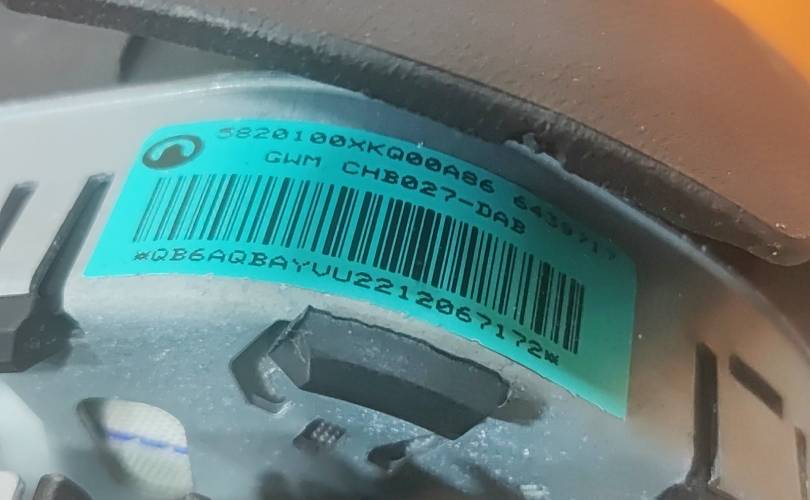 5820100XKQ00A86 6439717
GWM CHB027-DAB
*QB6AQBAYVU2212067172*